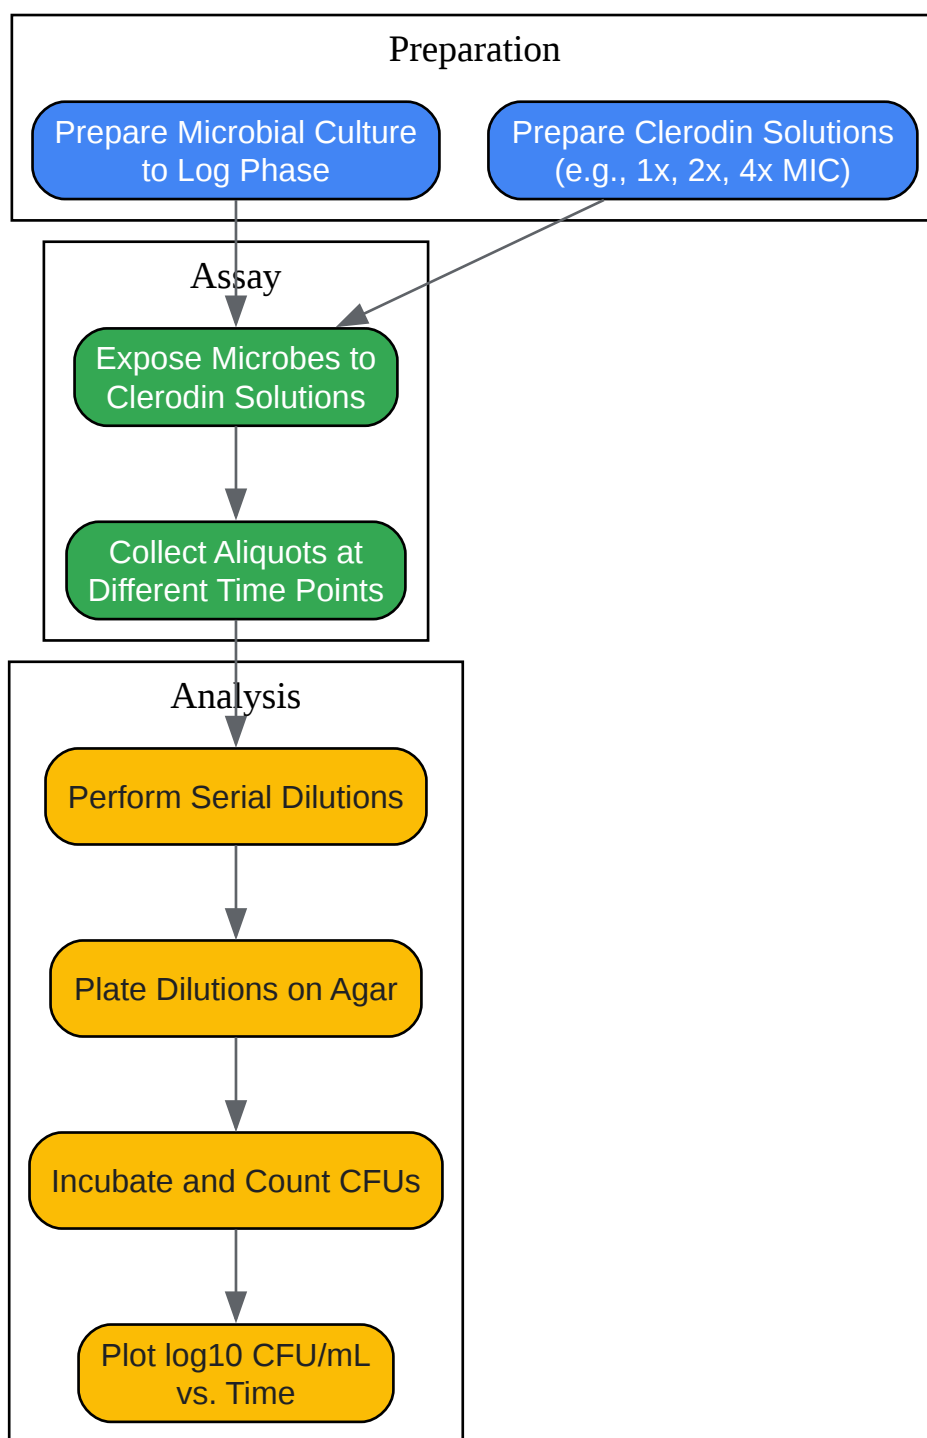 Preparation
Prepare Microbial Culture
to Log Phase
Prepare Clerodin Solutions
(e.g., 1x, 2x, 4x MIC)
Assay
Expose Microbes to
Clerodin Solutions
Collect Aliquots at
Different Time Points
Analysis
Perform Serial Dilutions
Plate Dilutions on Agar
Incubate and Count CFUs
Plot log10 CFU/mL
vs. Time